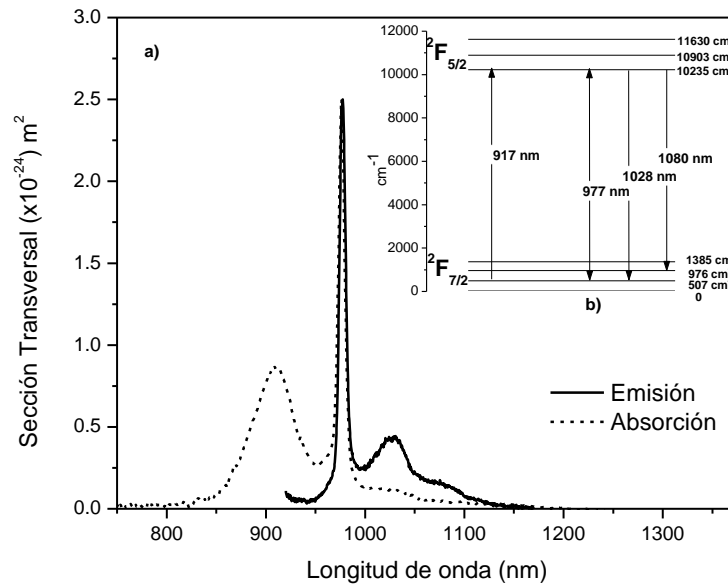 3.0
2.5
2.0
1.5
1.0
0.5
0.0
Sección Transversal (x10⁻²⁴) m²
a)
12000
10000
8000
6000
4000
2000
0
cm⁻¹
²F₅/₂
11630 cm
10903 cm
10235 cm
917 nm
977 nm
1028 nm
1080 nm
²F₇/₂
1385 cm
976 cm
507 cm
0
b)
Emisión
Absorción
800 900 1000 1100 1200 1300
Longitud de onda (nm)